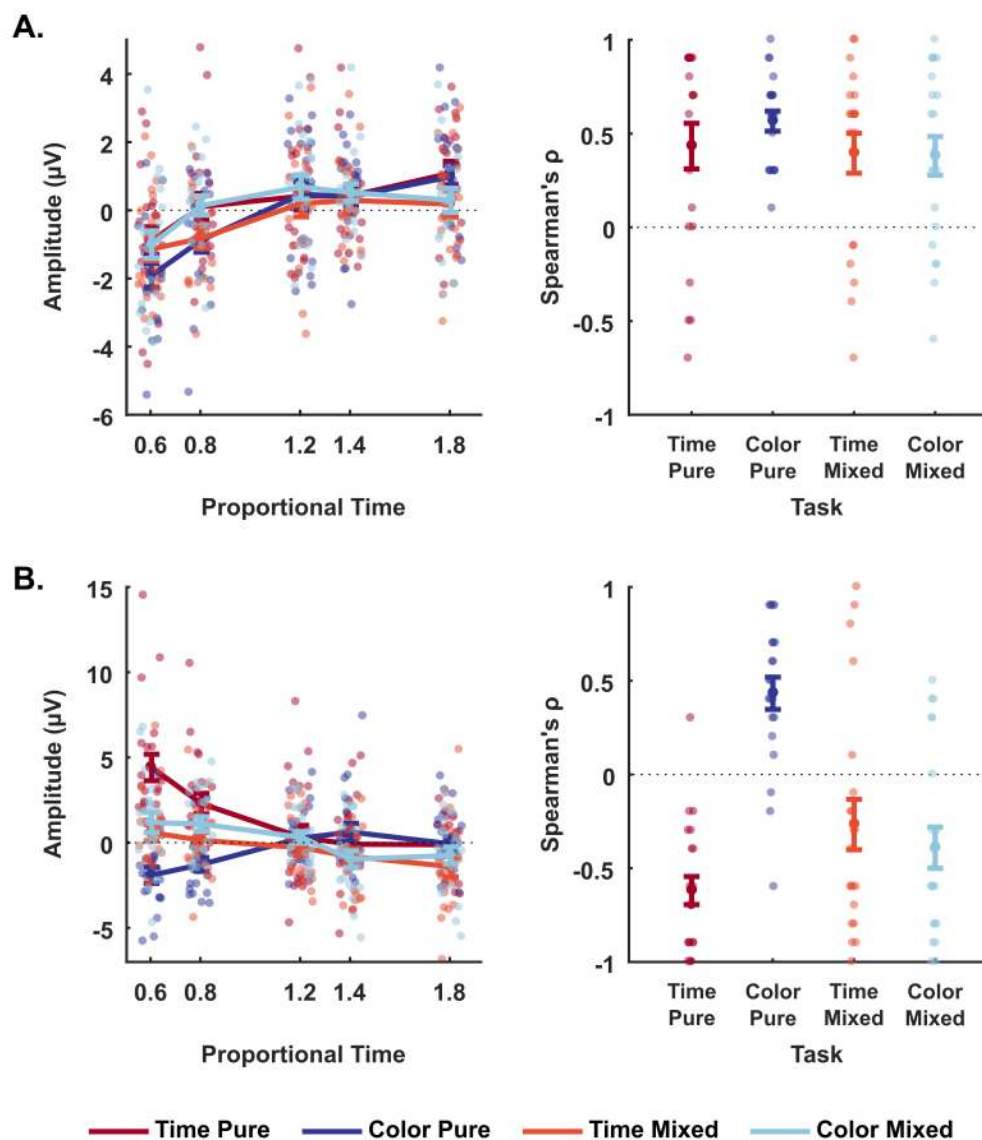 A.
4
2
0
-2
-4
-6
Amplitude (µV)
0.6 0.8 1.2 1.4 1.8
Proportional Time
1
0.5
0
-0.5
-1
Spearman's ρ
Time Color Time Color
Pure Pure Mixed Mixed
Task
B.
15
10
5
0
-5
Amplitude (µV)
0.6 0.8 1.2 1.4 1.8
Proportional Time
1
0.5
0
-0.5
-1
Spearman's ρ
Time Color Time Color
Pure Pure Mixed Mixed
Task
Time Pure Color Pure Time Mixed Color Mixed